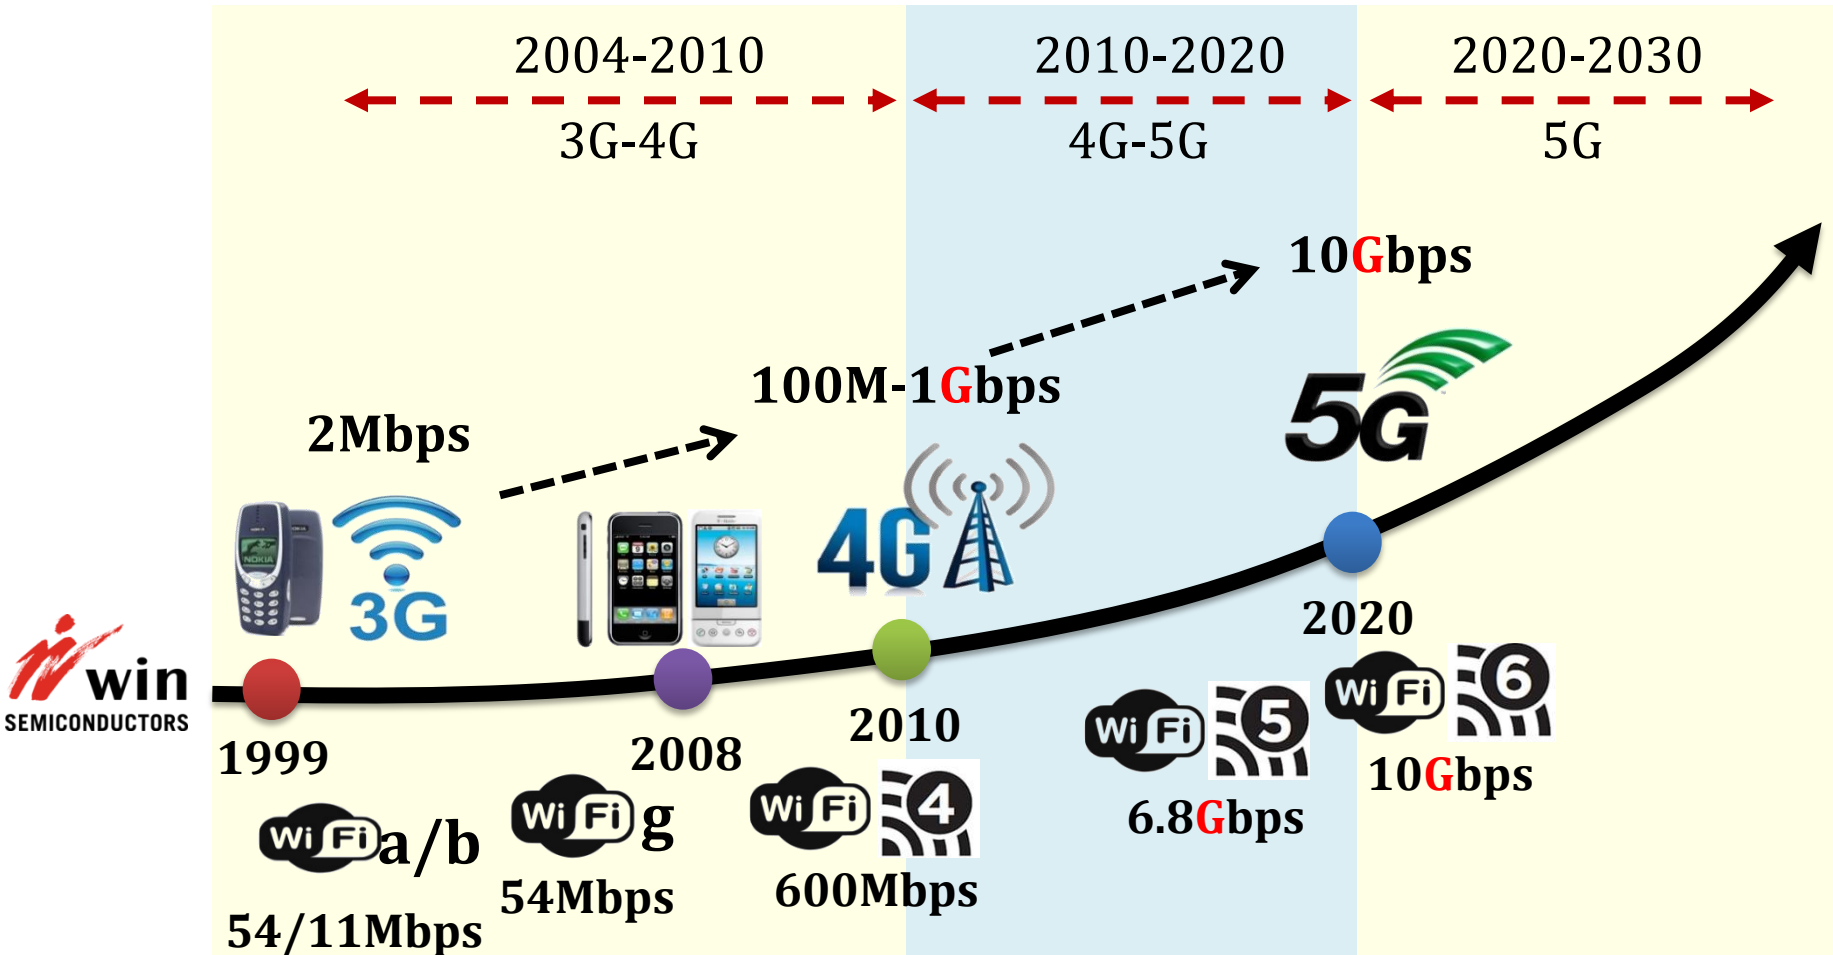 2004-2010
2010-2020
2020-2030
3G-4G
4G-5G
5G
10Gbps
100M-1Gbps
2Mbps
5G
NOKIA
3G
4G
win
SEMICONDUCTORS
1999
2008
2010
2020
Wi Fi a/b
54/11Mbps
Wi Fi g
54Mbps
Wi Fi 4
600Mbps
Wi Fi 5
6.8Gbps
Wi Fi 6
10Gbps